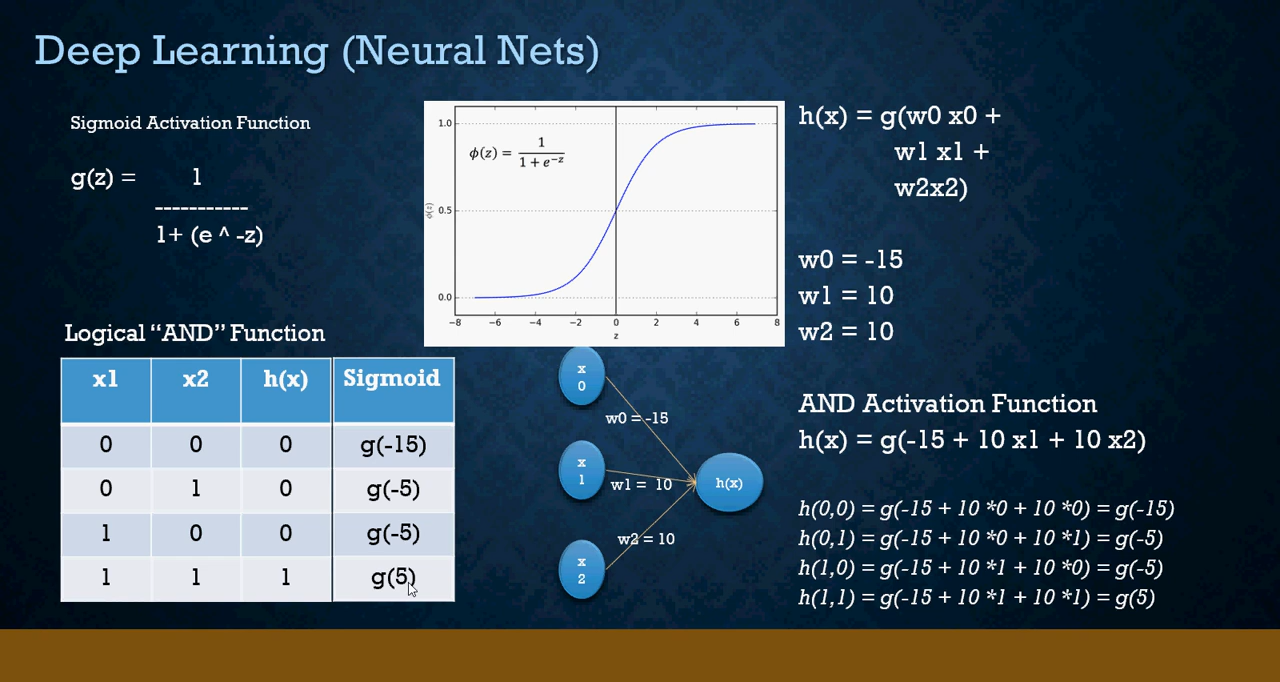 Deep Learning (Neural Nets)
Sigmoid Activation Function
g(z) = 1
-----------
1+ (e ^ -z)
ϕ(z) = 1
1 + e^-z
1.0
0.5
0.0
ϕ(z)
−8 −6 −4 −2 0 2 4 6 8
z
h(x) = g(w0 x0 +
w1 x1 +
w2x2)
w0 = -15
w1 = 10
w2 = 10
Logical “AND” Function
x1 x2 h(x) Sigmoid
0 0 0 g(-15)
0 1 0 g(-5)
1 0 0 g(-5)
1 1 1 g(5)
x
0
w0 = -15
x
1
w1 = 10
h(x)
w2 = 10
x
2
AND Activation Function
h(x) = g(-15 + 10 x1 + 10 x2)
h(0,0) = g(-15 + 10 *0 + 10 *0) = g(-15)
h(0,1) = g(-15 + 10 *0 + 10 *1) = g(-5)
h(1,0) = g(-15 + 10 *1 + 10 *0) = g(-5)
h(1,1) = g(-15 + 10 *1 + 10 *1) = g(5)